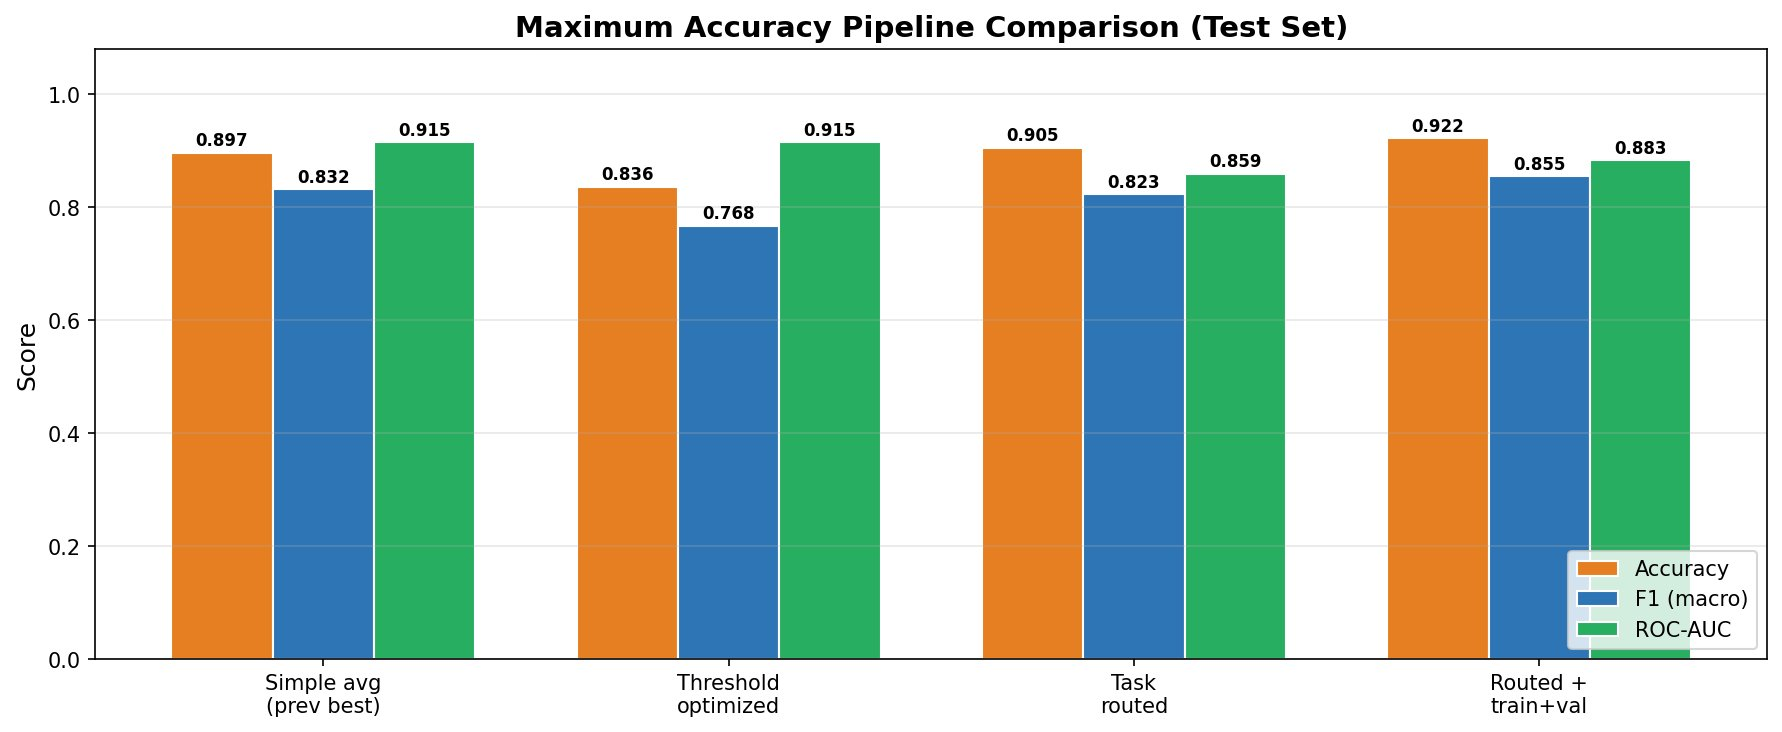 Maximum Accuracy Pipeline Comparison (Test Set)
Score
1.0
0.8
0.6
0.4
0.2
0.0
0.897
0.832
0.915
0.836
0.768
0.915
0.905
0.823
0.859
0.922
0.855
0.883
Simple avg
(prev best)
Threshold
optimized
Task
routed
Routed +
train+val
Accuracy
F1 (macro)
ROC-AUC